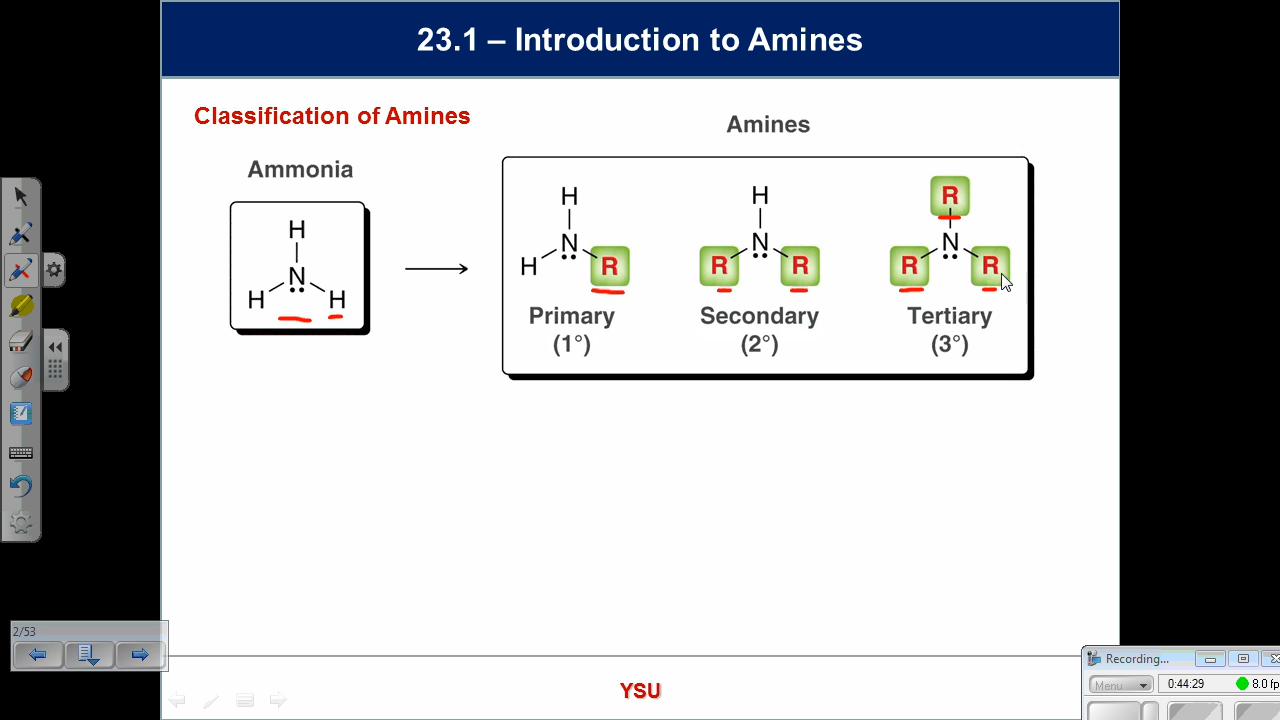 23.1 – Introduction to Amines
Classification of Amines
Amines
Ammonia
H
N
H H
H
N
H R
H
N
R R
R
N
R R
Primary
(1°)
Secondary
(2°)
Tertiary
(3°)
2/53
YSU
Recording...
Menu
0:44:29
8.0 fp